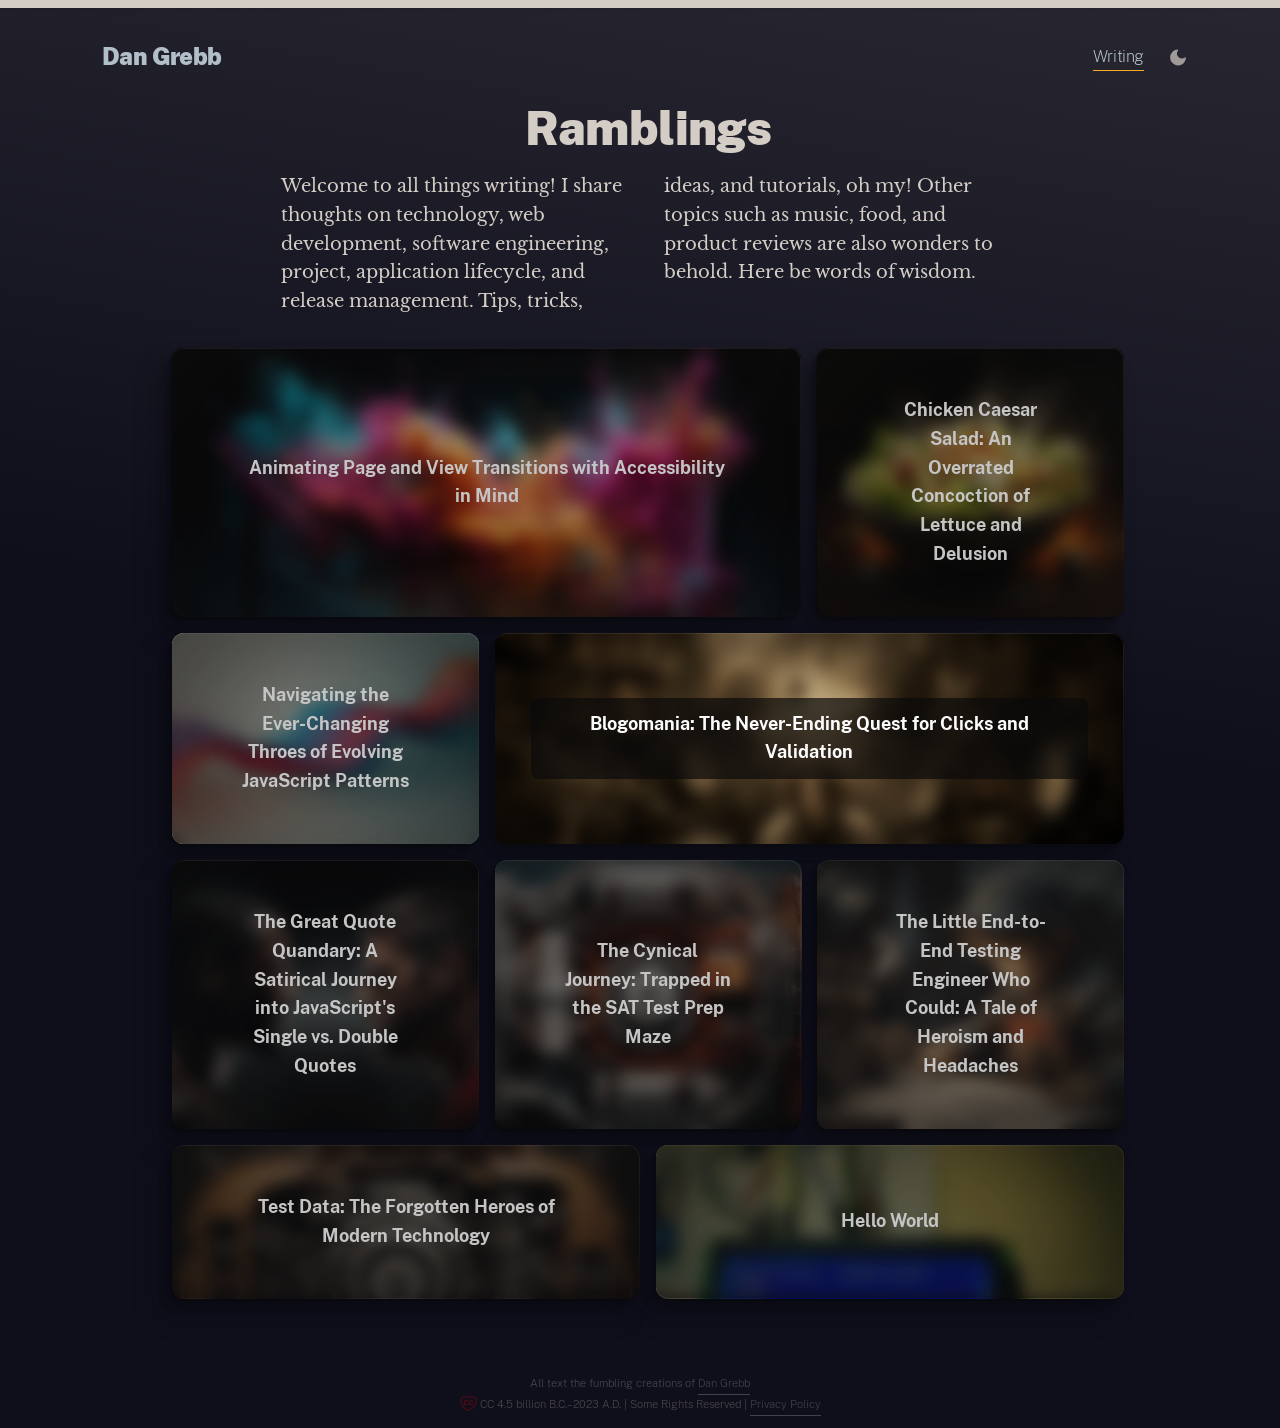 Dan Grebb
Writing
Ramblings
Welcome to all things writing! I share
thoughts on technology, web
development, software engineering,
project, application lifecycle, and
release management. Tips, tricks,
ideas, and tutorials, oh my! Other
topics such as music, food, and
product reviews are also wonders to
behold. Here be words of wisdom.
Animating Page and View Transitions with Accessibility
in Mind
Chicken Caesar
Salad: An
Overrated
Concoction of
Lettuce and
Delusion
Navigating the
Ever-Changing
Throes of Evolving
JavaScript Patterns
Blogomania: The Never-Ending Quest for Clicks and
Validation
The Great Quote
Quandary: A
Satirical Journey
into JavaScript's
Single vs. Double
Quotes
The Cynical
Journey: Trapped in
the SAT Test Prep
Maze
The Little End-to-
End Testing
Engineer Who
Could: A Tale of
Heroism and
Headaches
Test Data: The Forgotten Heroes of
Modern Technology
Hello World
All text the fumbling creations of Dan Grebb
CC 4.5 billion B.C.–2023 A.D. | Some Rights Reserved | Privacy Policy